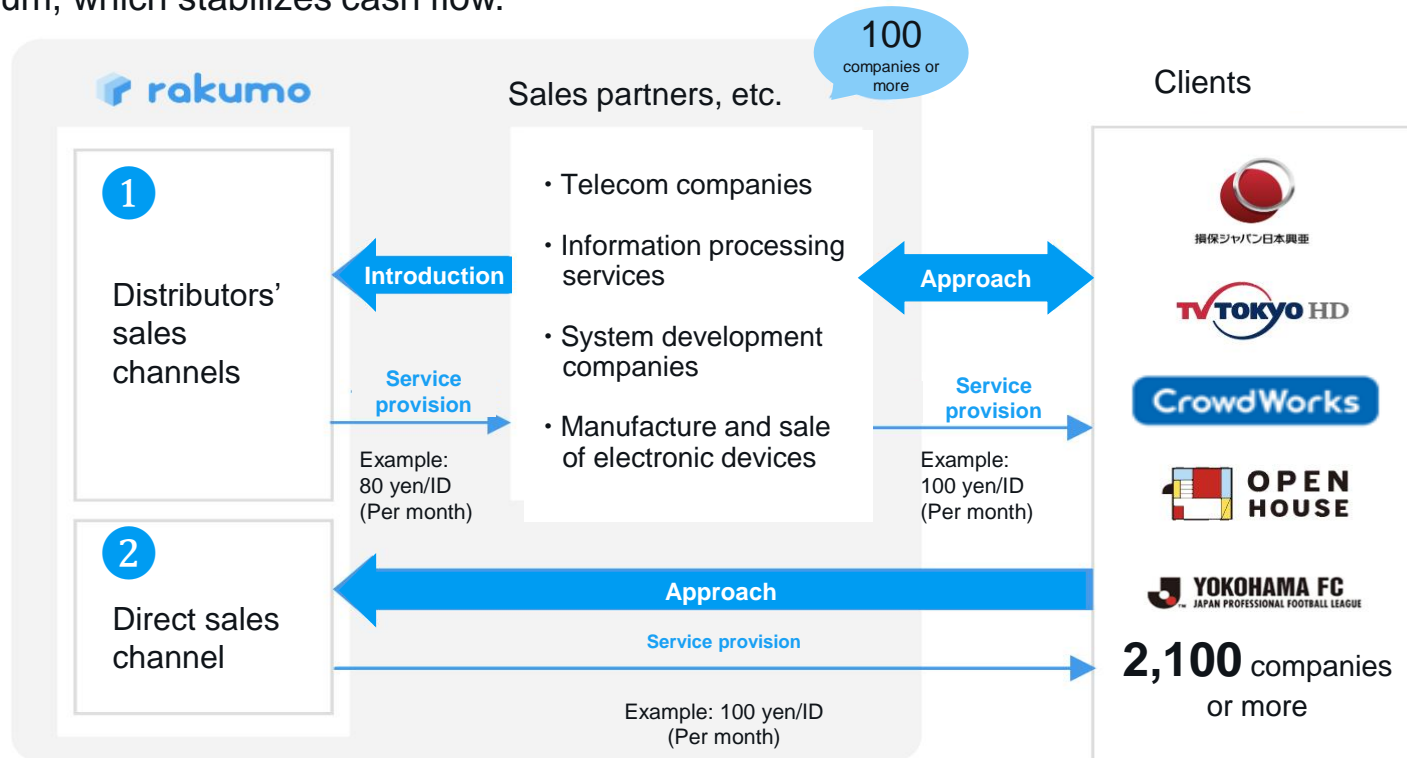 um, which stabilizes cash flow.
100
companies or
more
rakumo
Sales partners, etc.
Clients
1
Distributors’
sales
channels
Introduction
Service
provision
Example:
80 yen/ID
(Per month)
・Telecom companies
・Information processing
services
・System development
companies
・Manufacture and sale
of electronic devices
Approach
Service
provision
Example:
100 yen/ID
(Per month)
2
Direct sales
channel
Approach
Service provision
Example: 100 yen/ID
(Per month)
損保ジャパン日本興亜
TV TOKYO HD
CrowdWorks
OPEN
HOUSE
YOKOHAMA FC
JAPAN PROFESSIONAL FOOTBALL LEAGUE
2,100 companies
or more